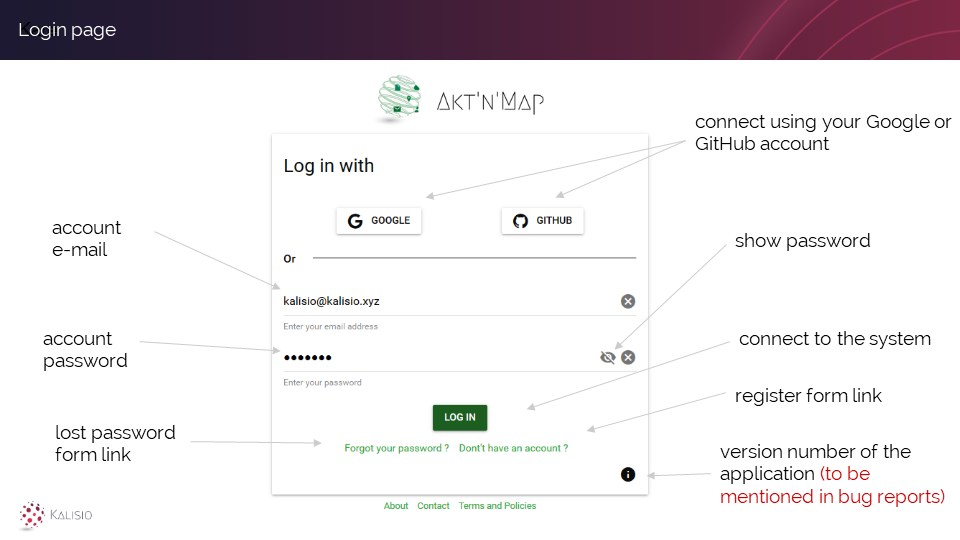 Login page
AKT'N'MAP
connect using your Google or
GitHub account
Log in with
GOOGLE
GITHUB
account
e-mail
show password
Or
kalisio@kalisio.xyz
Enter your email address
account
password
•••••••
connect to the system
Enter your password
register form link
LOG IN
lost password
form link
Forgot your password ?
Dont't have an account ?
version number of the
application (to be
mentioned in bug reports)
About
Contact
Terms and Policies
KALISIO